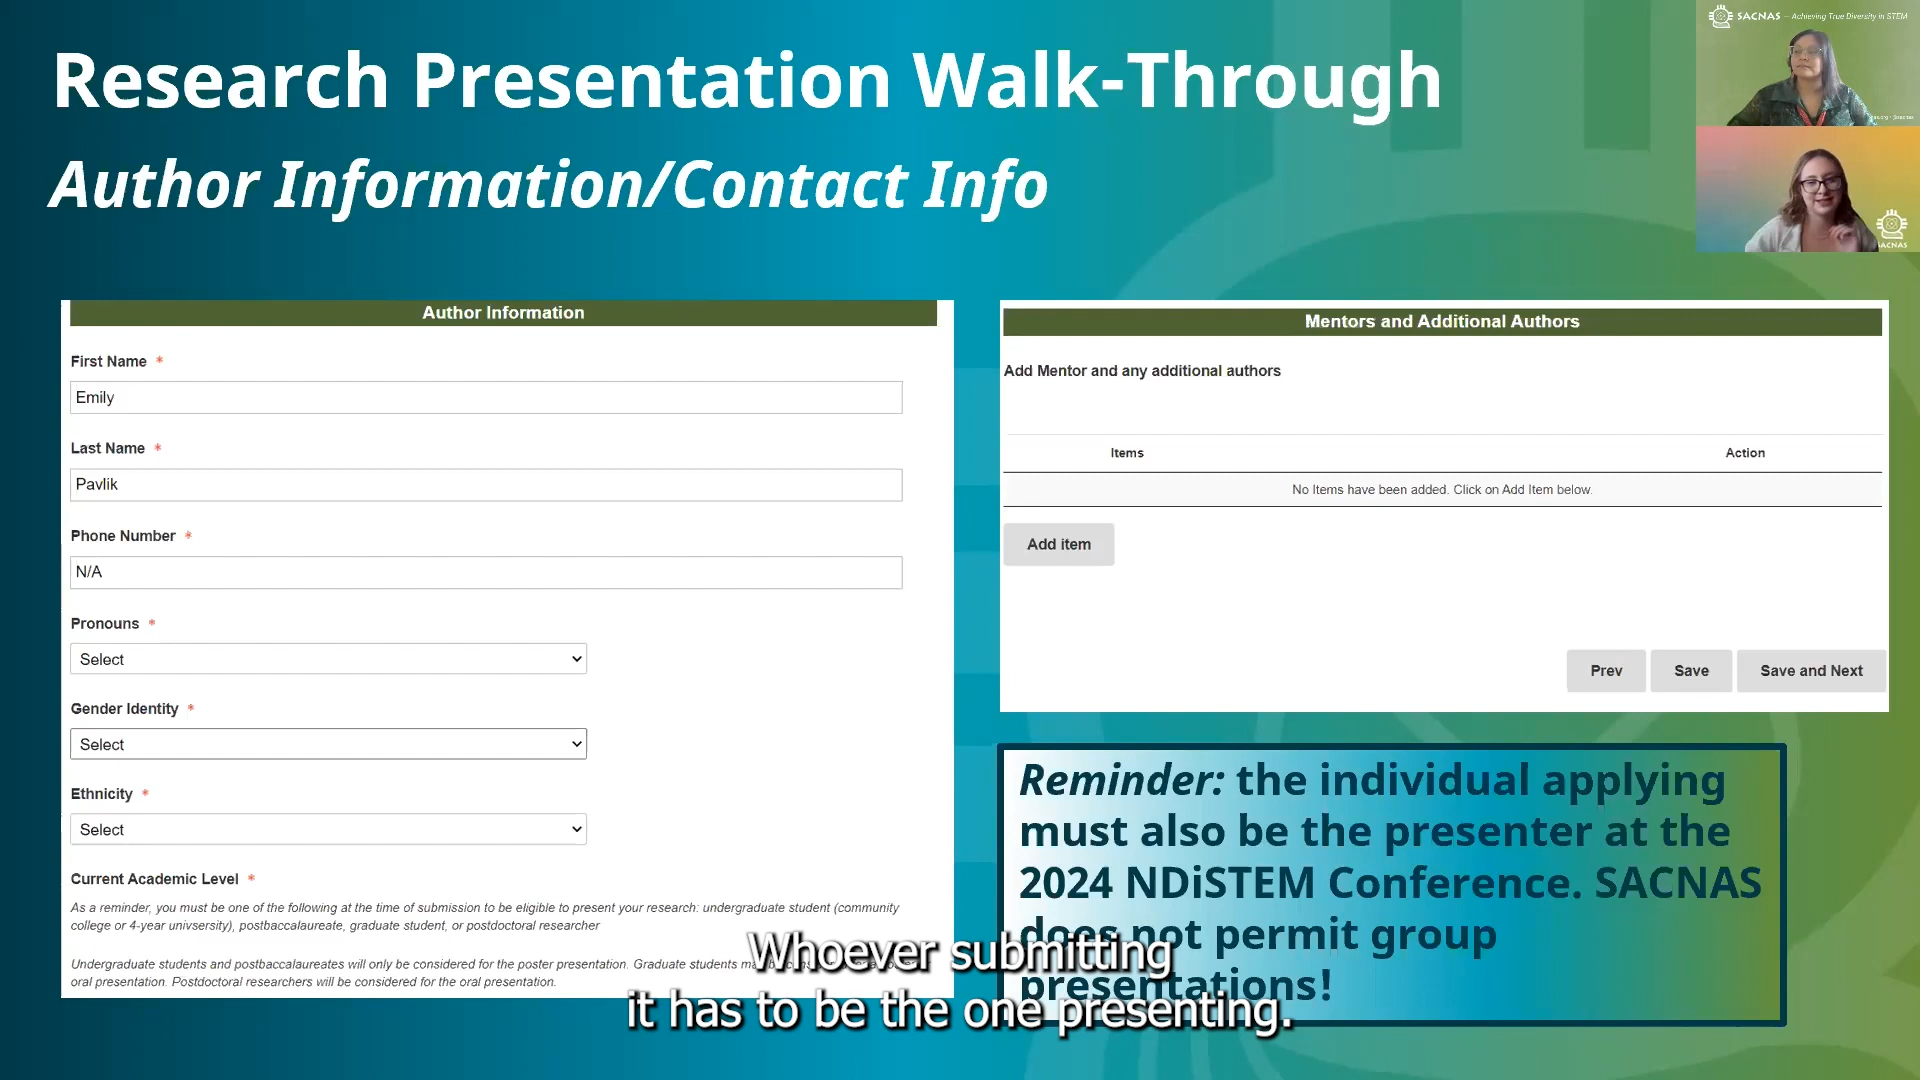 SACNAS — Achieving True Diversity in STEM
Research Presentation Walk-Through
Author Information/Contact Info
SACNAS
Author Information
First Name *
Emily
Last Name *
Pavlik
Phone Number *
N/A
Pronouns *
Select
Gender Identity *
Select
Ethnicity *
Select
Current Academic Level *
As a reminder, you must be one of the following at the time of submission to be eligible to present your research: undergraduate student (community
college or 4-year univsersity), postbaccalaureate, graduate student, or postdoctoral researcher
Undergraduate students and postbaccalaureates will only be considered for the poster presentation. Graduate students
oral presentation. Postdoctoral researchers will be considered for the oral presentation.
Mentors and Additional Authors
Add Mentor and any additional authors
Items Action
No Items have been added. Click on Add Item below.
Add item
Prev Save Save and Next
Reminder: the individual applying
must also be the presenter at the
2024 NDiSTEM Conference. SACNAS
does not permit group
presentations!
Whoever submitting
it has to be the one presenting.